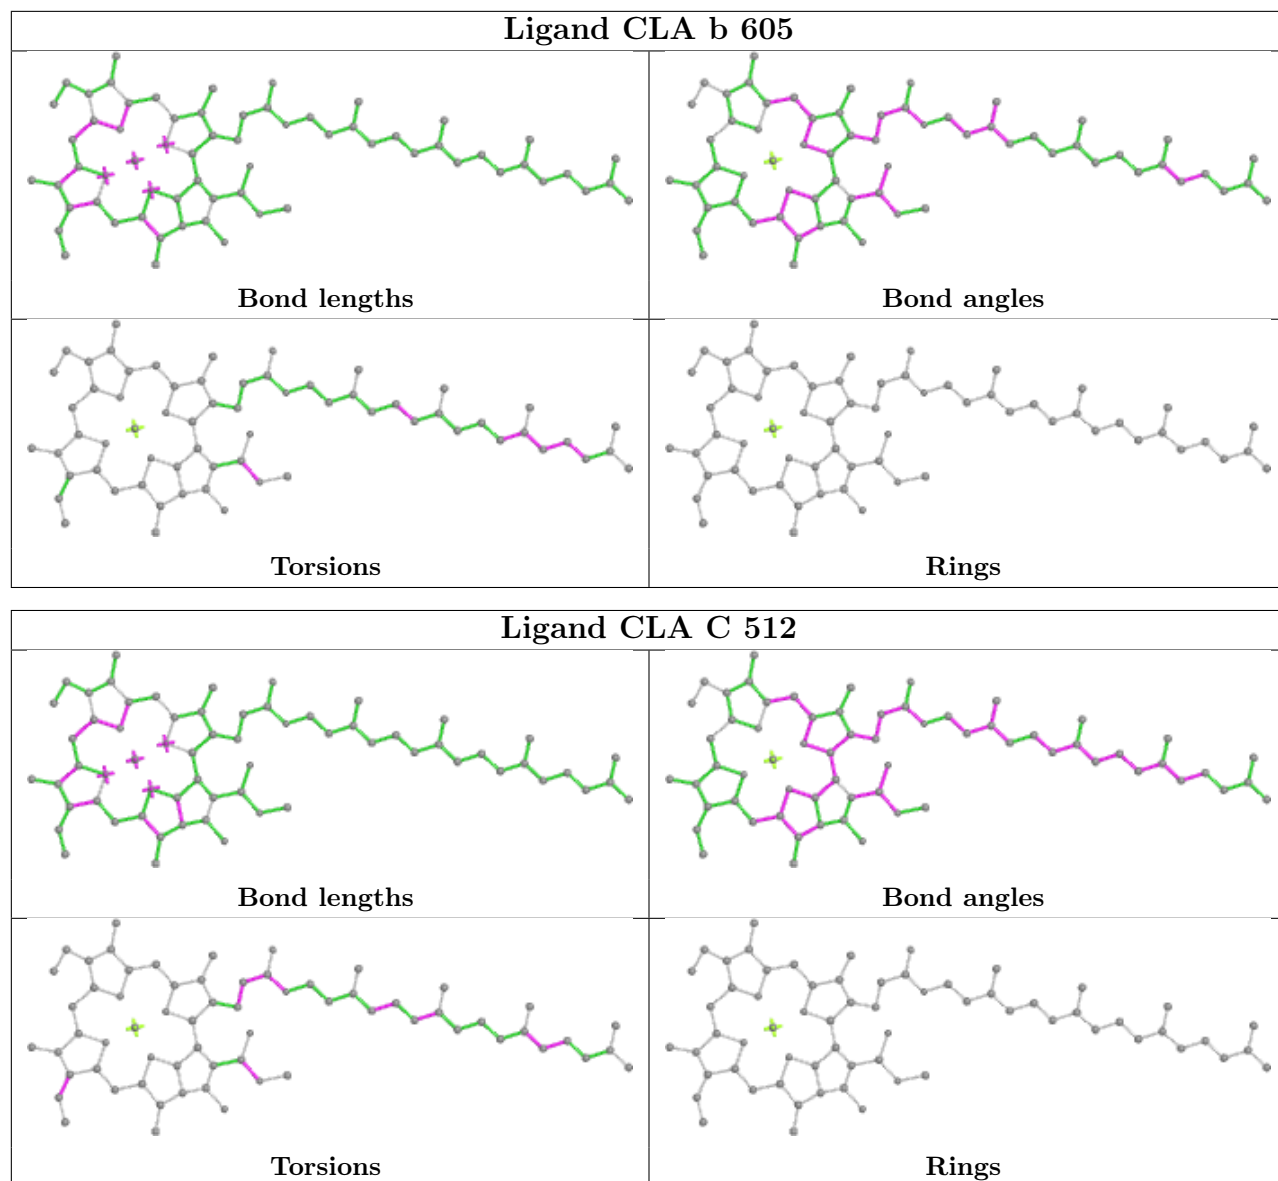 Ligand CLA b 605
Bond lengths
Bond angles
Torsions
Rings
Ligand CLA C 512
Bond lengths
Bond angles
Torsions
Rings